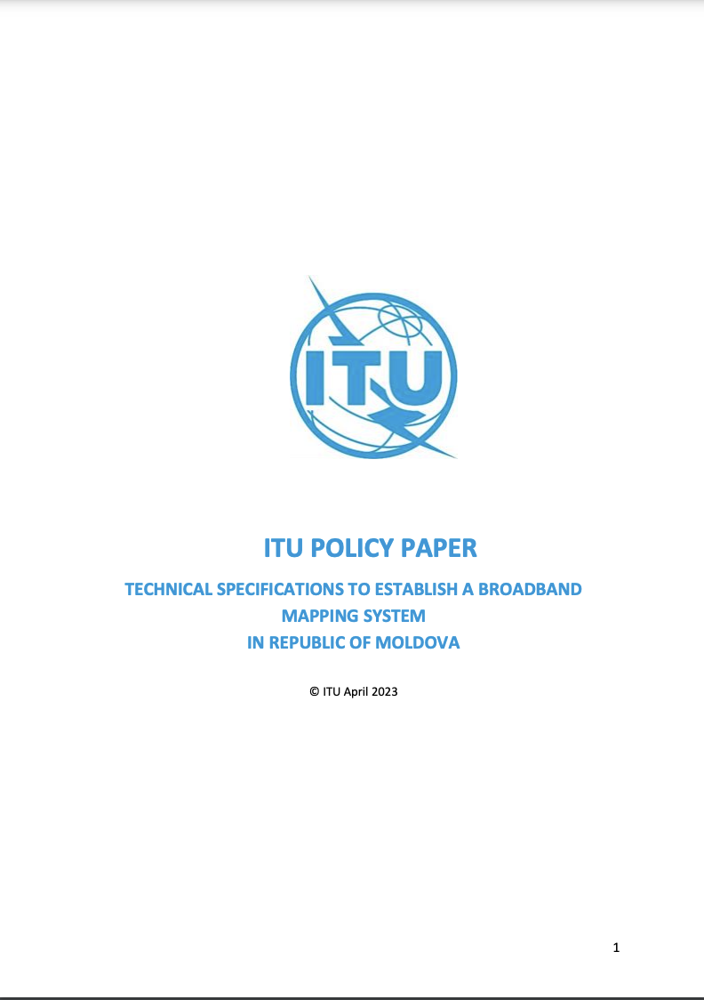 ITU
ITU POLICY PAPER
TECHNICAL SPECIFICATIONS TO ESTABLISH A BROADBAND
MAPPING SYSTEM
IN REPUBLIC OF MOLDOVA
© ITU April 2023
1